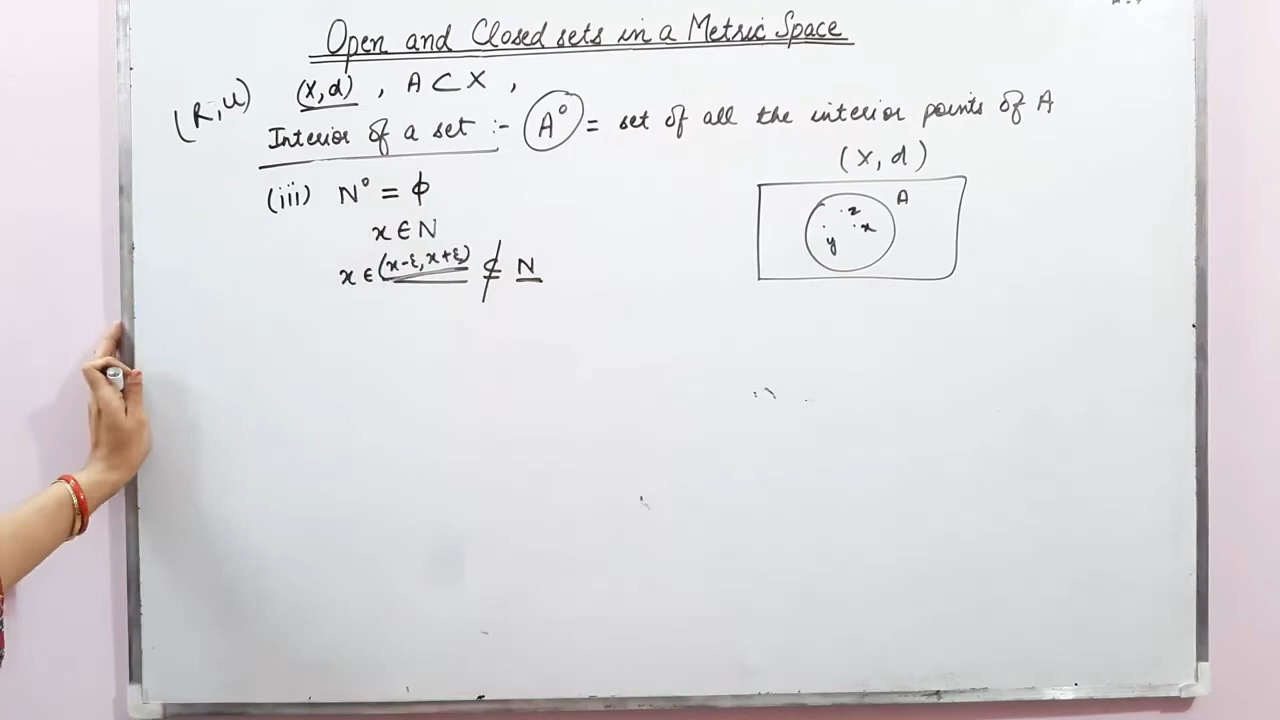 Open and Closed sets in a Metric Space
(R, U) (X,d) , A ⊂ X ,
Interior of a set :- A° = set of all the interior points of A
(X, d)
(iii) N° = ϕ
A
z
x
y
x ∈ N
x ∈ (x-ε, x+ε) ⊄ N